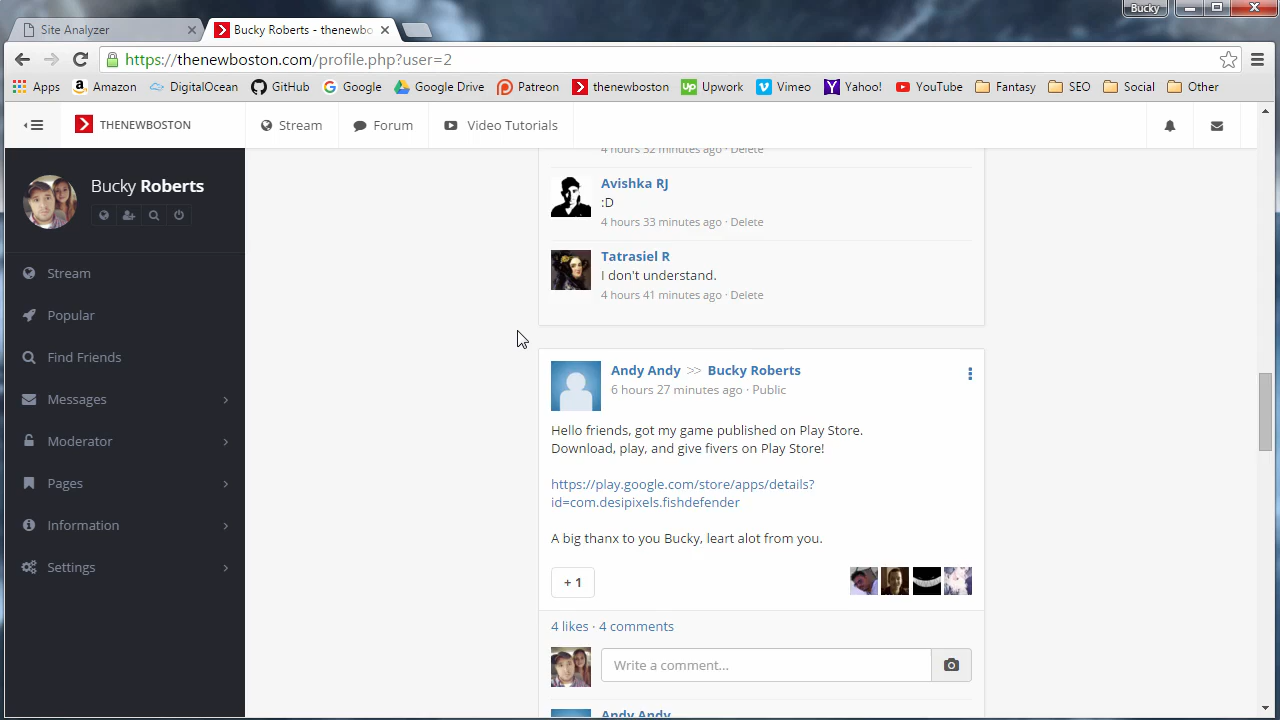 Bucky
Site Analyzer
Bucky Roberts - thenewbo
https://thenewboston.com/profile.php?user=2
Apps Amazon DigitalOcean GitHub Google Google Drive Patreon thenewboston Upwork Vimeo Yahoo! YouTube Fantasy SEO Social Other
THENEWBOSTON Stream Forum Video Tutorials
Bucky Roberts
Stream
Popular
Find Friends
Messages
Moderator
Pages
Information
Settings
4 hours 32 minutes ago · Delete
Avishka RJ
:D
4 hours 33 minutes ago · Delete
Tatrasiel R
I don't understand.
4 hours 41 minutes ago · Delete
Andy Andy >> Bucky Roberts
6 hours 27 minutes ago · Public
Hello friends, got my game published on Play Store.
Download, play, and give fivers on Play Store!
https://play.google.com/store/apps/details?
id=com.desipixels.fishdefender
A big thanx to you Bucky, leart alot from you.
+ 1
4 likes · 4 comments
Write a comment...
Andy Andy